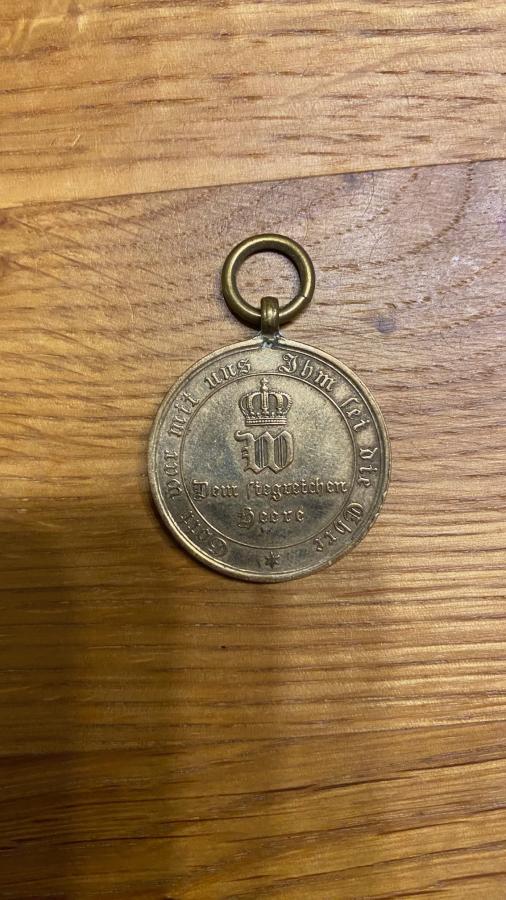 Gott war mit uns Ihm sei die Ehre
W
Dem siegreichen
Heere